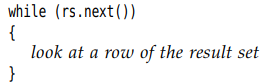 while (rs.next())
{
look at a row of the result set
}